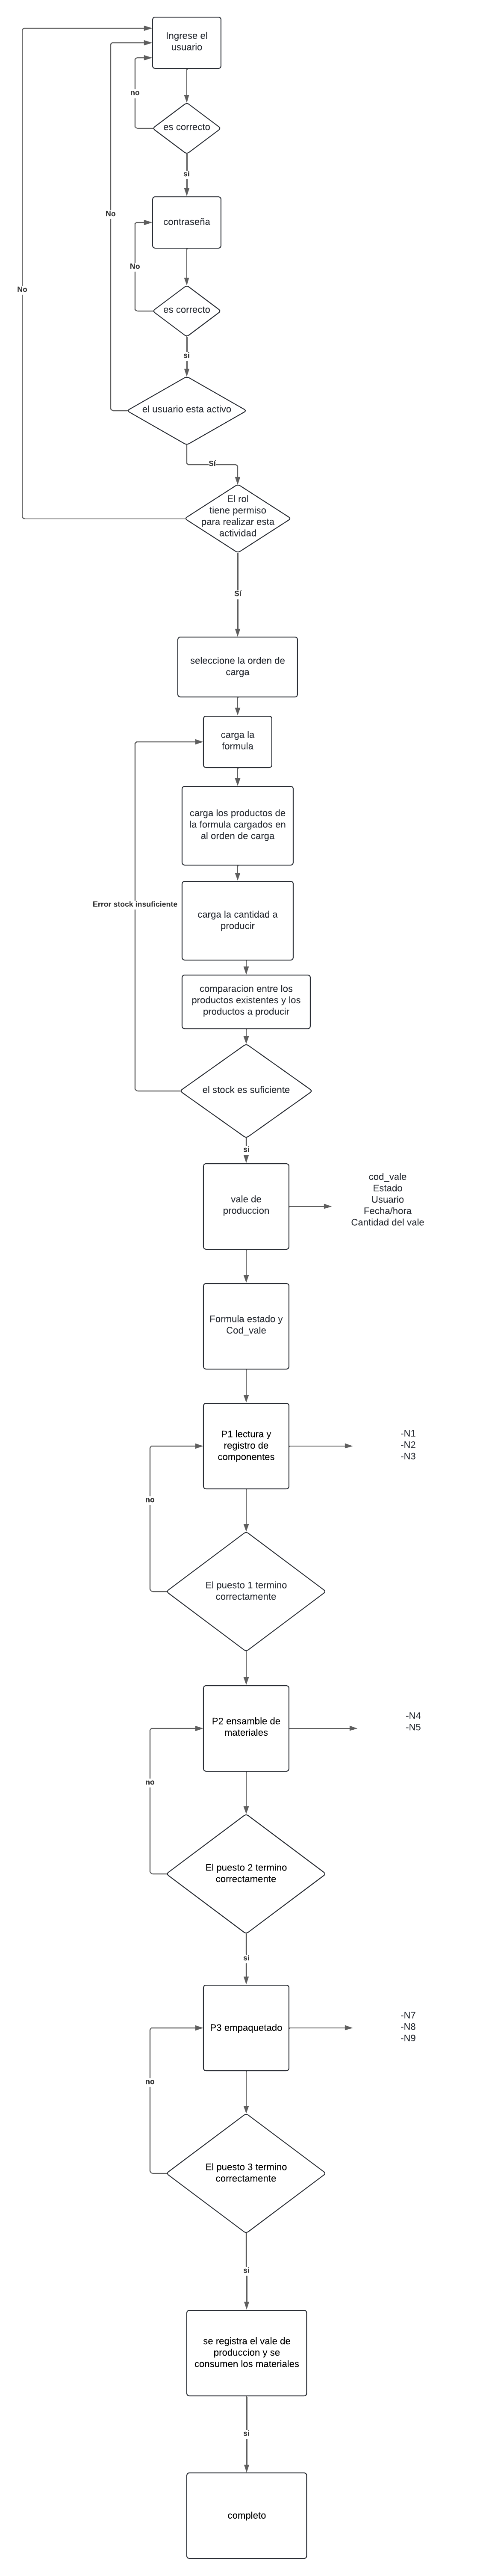 Ingrese el
usuario
no
es correcto
si
contraseña
No
No
No
es correcto
si
el usuario esta activo
Sí
El rol
tiene permiso
para realizar esta
actividad
Sí
seleccione la orden de
carga
carga la
formula
carga los productos de
la formula cargados en
al orden de carga
Error stock insuficiente
carga la cantidad a
producir
comparacion entre los
productos existentes y los
productos a producir
el stock es suficiente
si
vale de
produccion
cod_vale
Estado
Usuario
Fecha/hora
Cantidad del vale
Formula estado y
Cod_vale
P1 lectura y
registro de
componentes
-N1
-N2
-N3
no
El puesto 1 termino
correctamente
P2 ensamble de
materiales
-N4
-N5
no
El puesto 2 termino
correctamente
si
P3 empaquetado
-N7
-N8
-N9
no
El puesto 3 termino
correctamente
si
se registra el vale de
produccion y se
consumen los materiales
si
completo